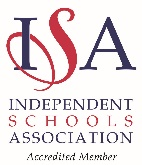 ISA
INDEPENDENT
SCHOOLS
ASSOCIATION
Accredited Member